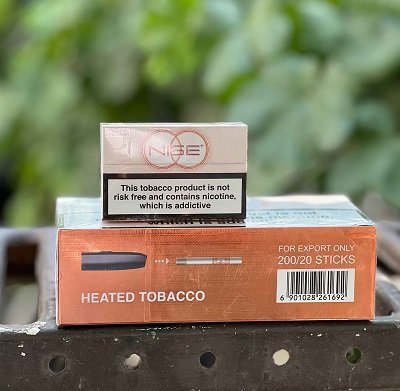 NSE
This tobacco product is not
risk free and contains nicotine,
which is addictive
FOR EXPORT ONLY
200/20 STICKS
HEATED TOBACCO
6 901028 261692